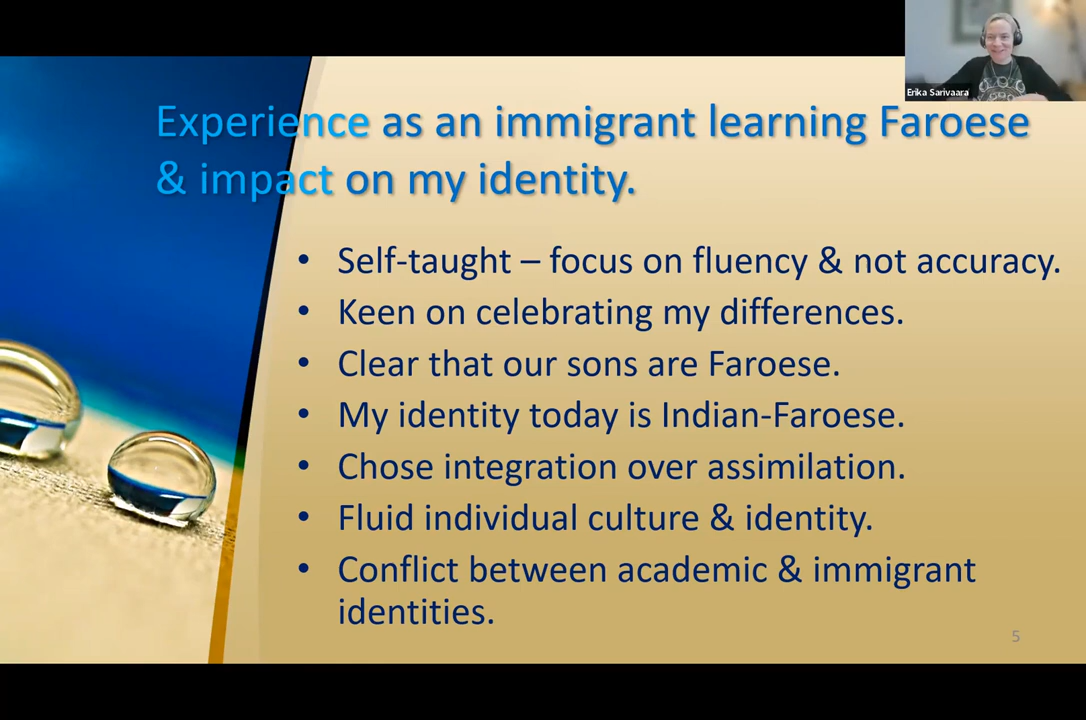 Erika Sarivaara
Experience as an immigrant learning Faroese
& impact on my identity.
• Self-taught – focus on fluency & not accuracy.
• Keen on celebrating my differences.
• Clear that our sons are Faroese.
• My identity today is Indian-Faroese.
• Chose integration over assimilation.
• Fluid individual culture & identity.
• Conflict between academic & immigrant
identities.
5